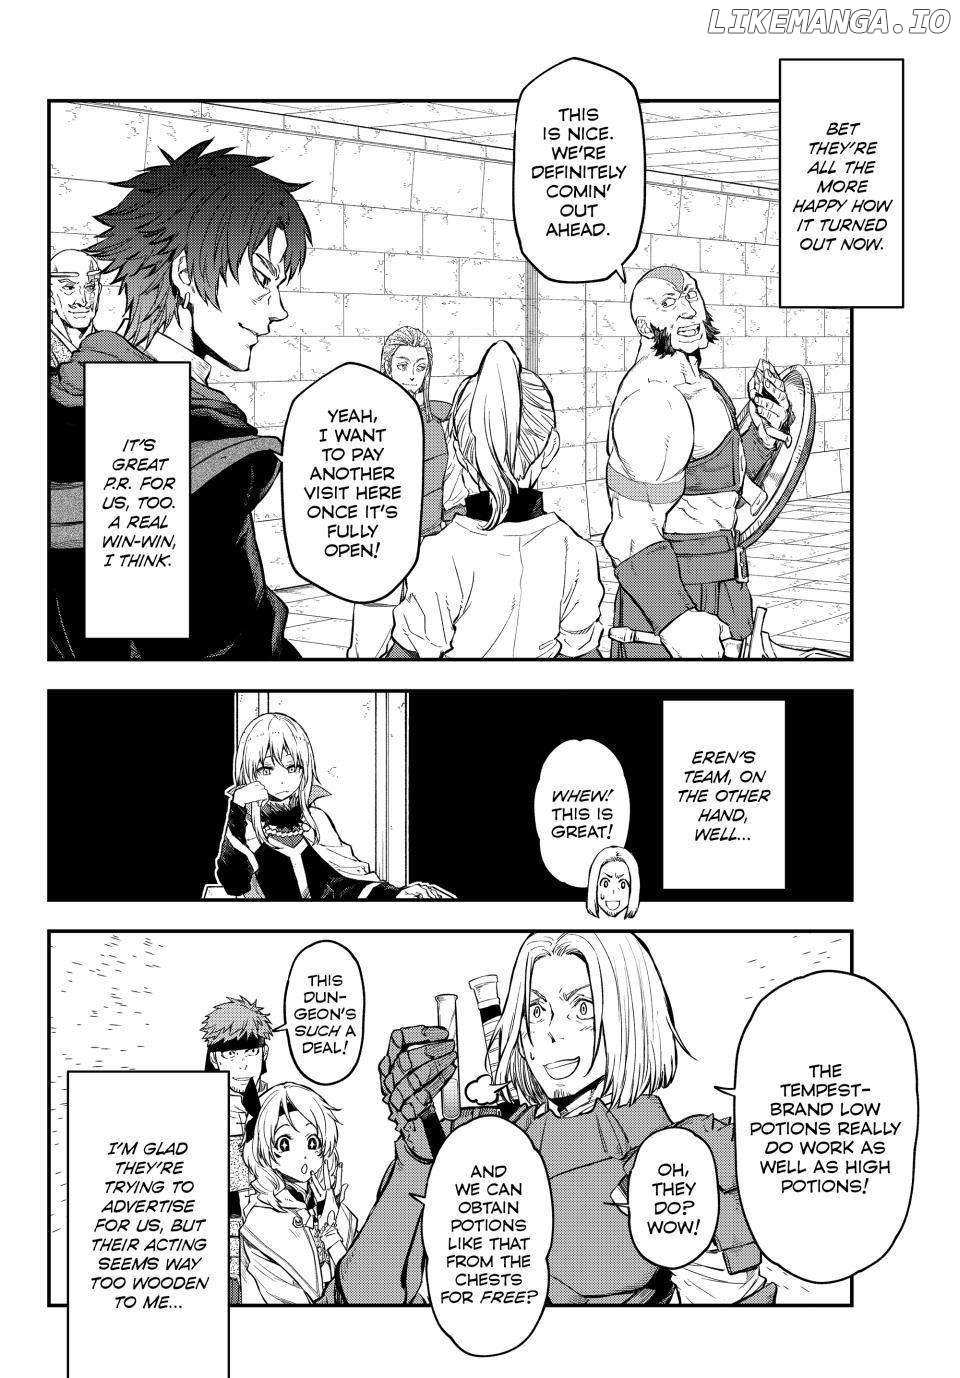 LIKEMANGA.IO
BET
THEY'RE
ALL THE
MORE
HAPPY HOW
IT TURNED
OUT NOW.
THIS
IS NICE.
WE'RE
DEFINITELY
COMIN'
OUT
AHEAD.
YEAH,
I WANT
TO PAY
ANOTHER
VISIT HERE
ONCE IT'S
FULLY
OPEN!
IT'S
GREAT
P.R. FOR
US, TOO.
A REAL
WIN-WIN,
I THINK.
EREN'S
TEAM, ON
THE OTHER
HAND,
WELL...
WHEW!
THIS IS
GREAT!
THE
TEMPEST-
BRAND LOW
POTIONS REALLY
DO WORK AS
WELL AS HIGH
POTIONS!
OH,
THEY
DO?
WOW!
AND
WE CAN
OBTAIN
POTIONS
LIKE THAT
FROM THE
CHESTS
FOR FREE?
THIS
DUN-
GEON'S
SUCH A
DEAL!
I'M GLAD
THEY'RE
TRYING TO
ADVERTISE
FOR US, BUT
THEIR ACTING
SEEMS WAY
TOO WOODEN
TO ME...